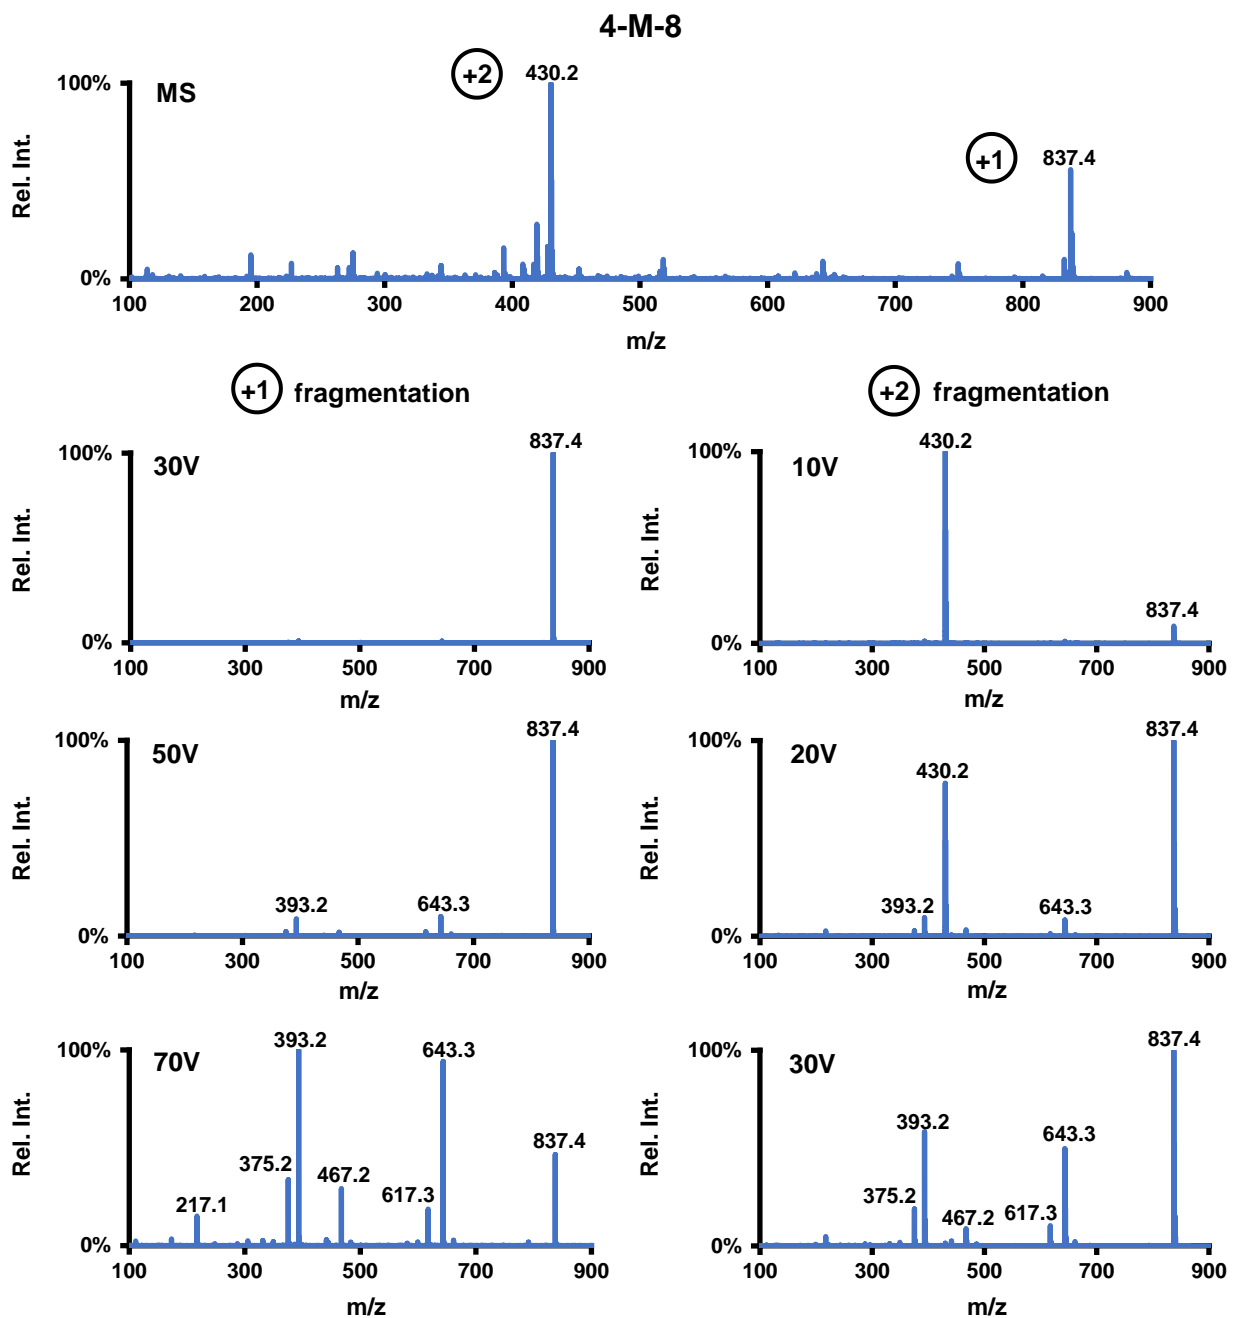 4-M-8
+2 430.2
100% MS
+1 837.4
Rel. Int.
0%
100 200 300 400 500 600 700 800 900
m/z
+1 fragmentation
837.4
100% 30V
Rel. Int.
0%
100 300 500 700 900
m/z
+2 fragmentation
430.2
100% 10V
Rel. Int.
837.4
0%
100 300 500 700 900
m/z
837.4
100% 50V
Rel. Int.
393.2 643.3
0%
100 300 500 700 900
m/z
837.4
100% 20V
430.2
Rel. Int.
393.2 643.3
0%
100 300 500 700 900
m/z
393.2 643.3
100% 70V
Rel. Int.
837.4
375.2 467.2
217.1 617.3
0%
100 300 500 700 900
m/z
837.4
100% 30V
Rel. Int.
393.2 643.3
375.2 467.2 617.3
0%
100 300 500 700 900
m/z